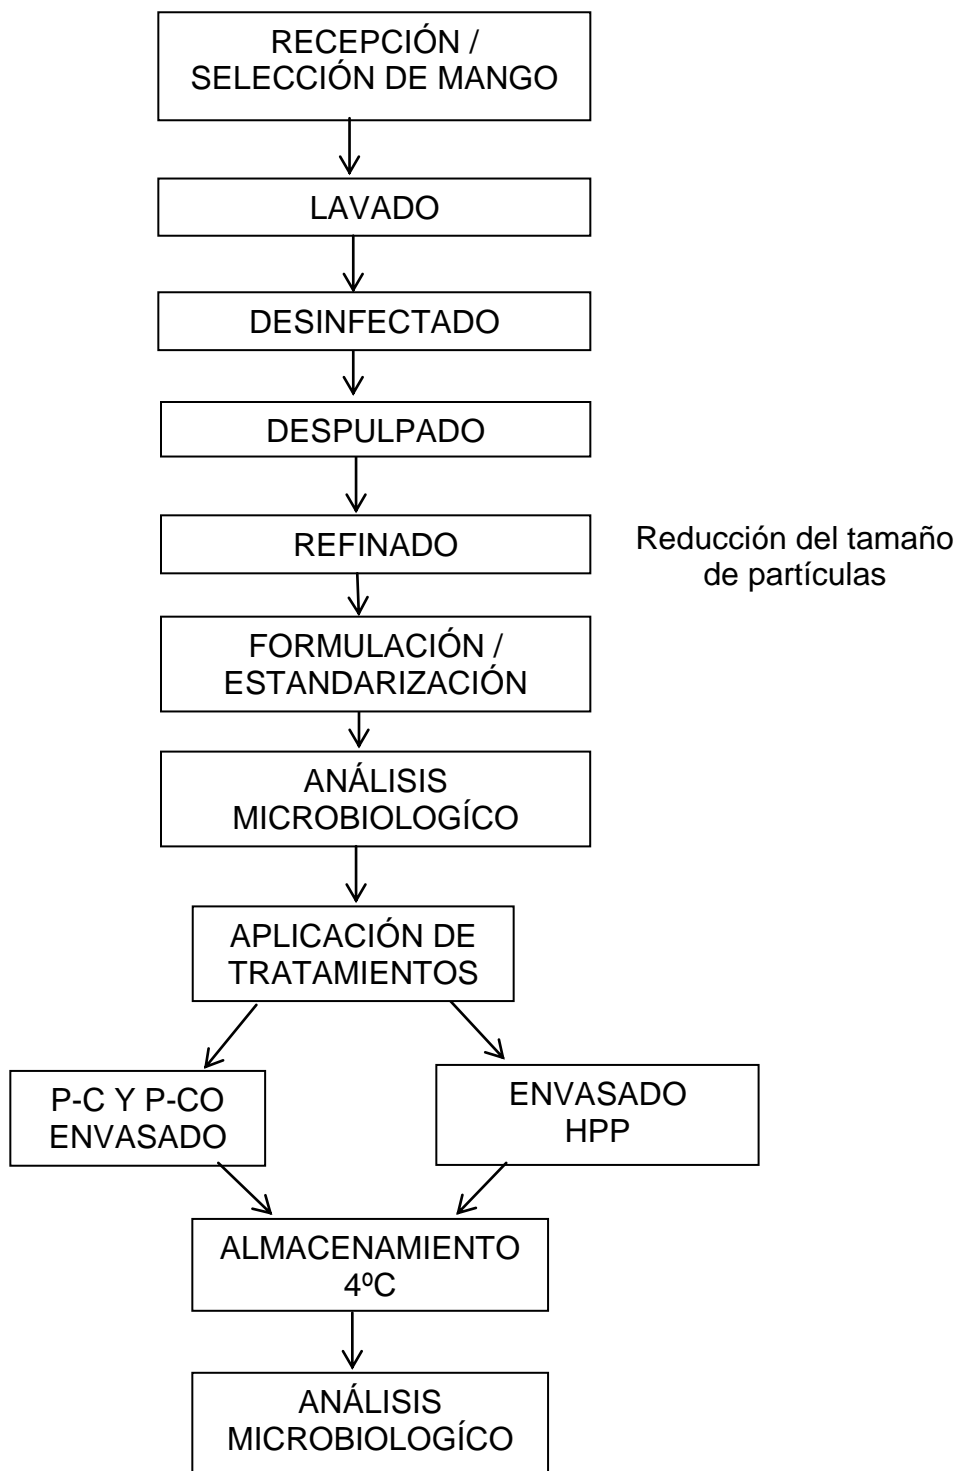 RECEPCIÓN /
SELECCIÓN DE MANGO
LAVADO
DESINFECTADO
DESPULPADO
REFINADO
Reducción del tamaño
de partículas
FORMULACIÓN /
ESTANDARIZACIÓN
ANÁLISIS
MICROBIOLOGÍCO
APLICACIÓN DE
TRATAMIENTOS
P-C Y P-CO
ENVASADO
ENVASADO
HPP
ALMACENAMIENTO
4ºC
ANÁLISIS
MICROBIOLOGÍCO